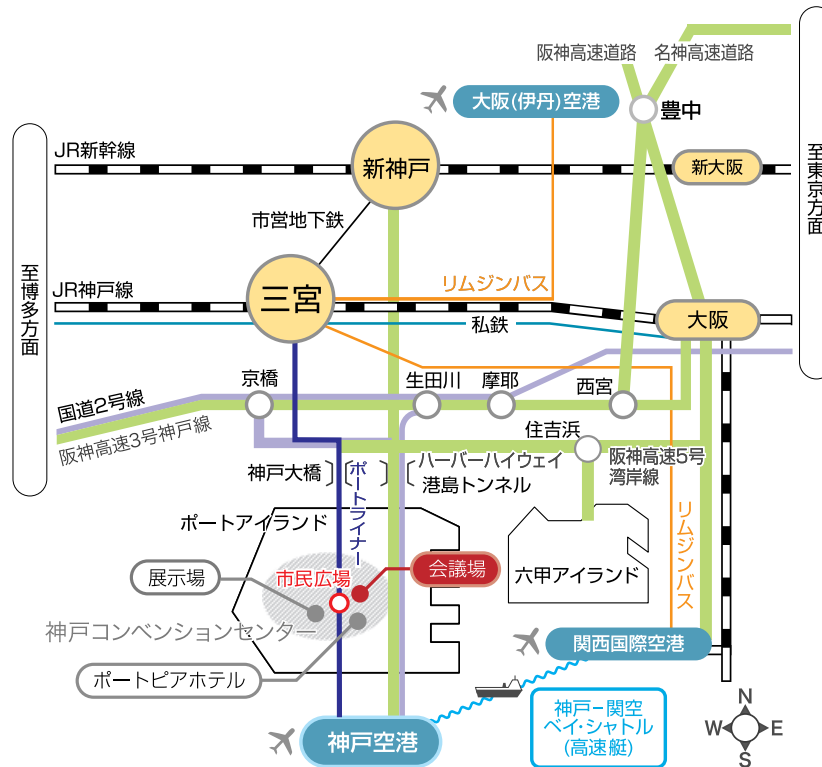 阪神高速道路
名神高速道路
大阪(伊丹)空港
豊中
至東京方面
JR新幹線
新神戸
新大阪
市営地下鉄
至博多方面
リムジンバス
JR神戸線
三宮
大阪
私鉄
京橋
生田川
摩耶
西宮
国道2号線
阪神高速3号神戸線
住吉浜
神戸大橋
ポートライナー
ハーバーハイウェイ
港島トンネル
阪神高速5号
湾岸線
ポートアイランド
リムジンバス
展示場
市民広場
会議場
六甲アイランド
神戸コンベンションセンター
関西国際空港
ポートピアホテル
神戸-関空
ベイ・シャトル
(高速艇)
神戸空港
N
W
E
S